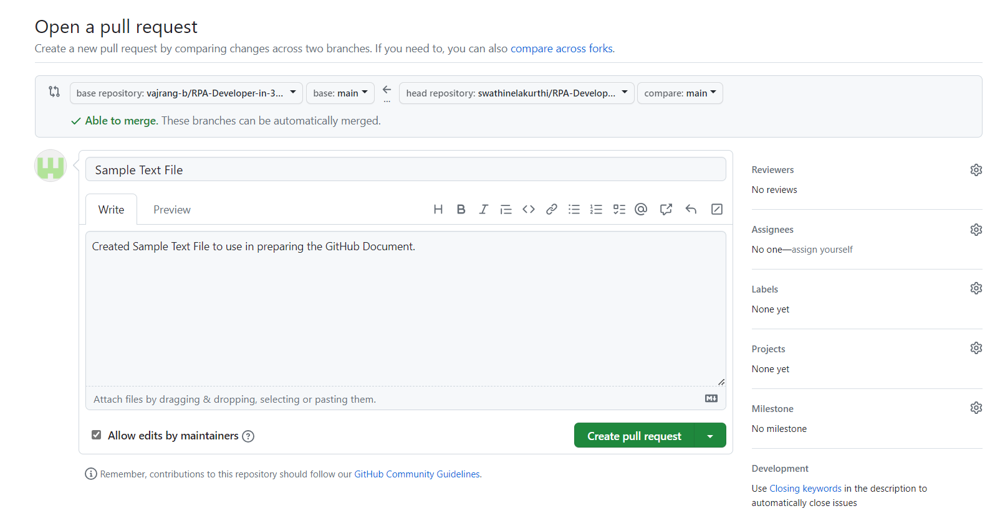 Open a pull request
Create a new pull request by comparing changes across two branches. If you need to, you can also compare across forks.
base repository: vajrang-b/RPA-Developer-in-3... base: main ← ... head repository: swathinelakurthi/RPA-Develop... compare: main
✓ Able to merge. These branches can be automatically merged.
Sample Text File
Write Preview
Created Sample Text File to use in preparing the GitHub Document.
Attach files by dragging & dropping, selecting or pasting them.
Allow edits by maintainers
Create pull request
Remember, contributions to this repository should follow our GitHub Community Guidelines.
Reviewers
No reviews
Assignees
No one—assign yourself
Labels
None yet
Projects
None yet
Milestone
No milestone
Development
Use Closing keywords in the description to
automatically close issues